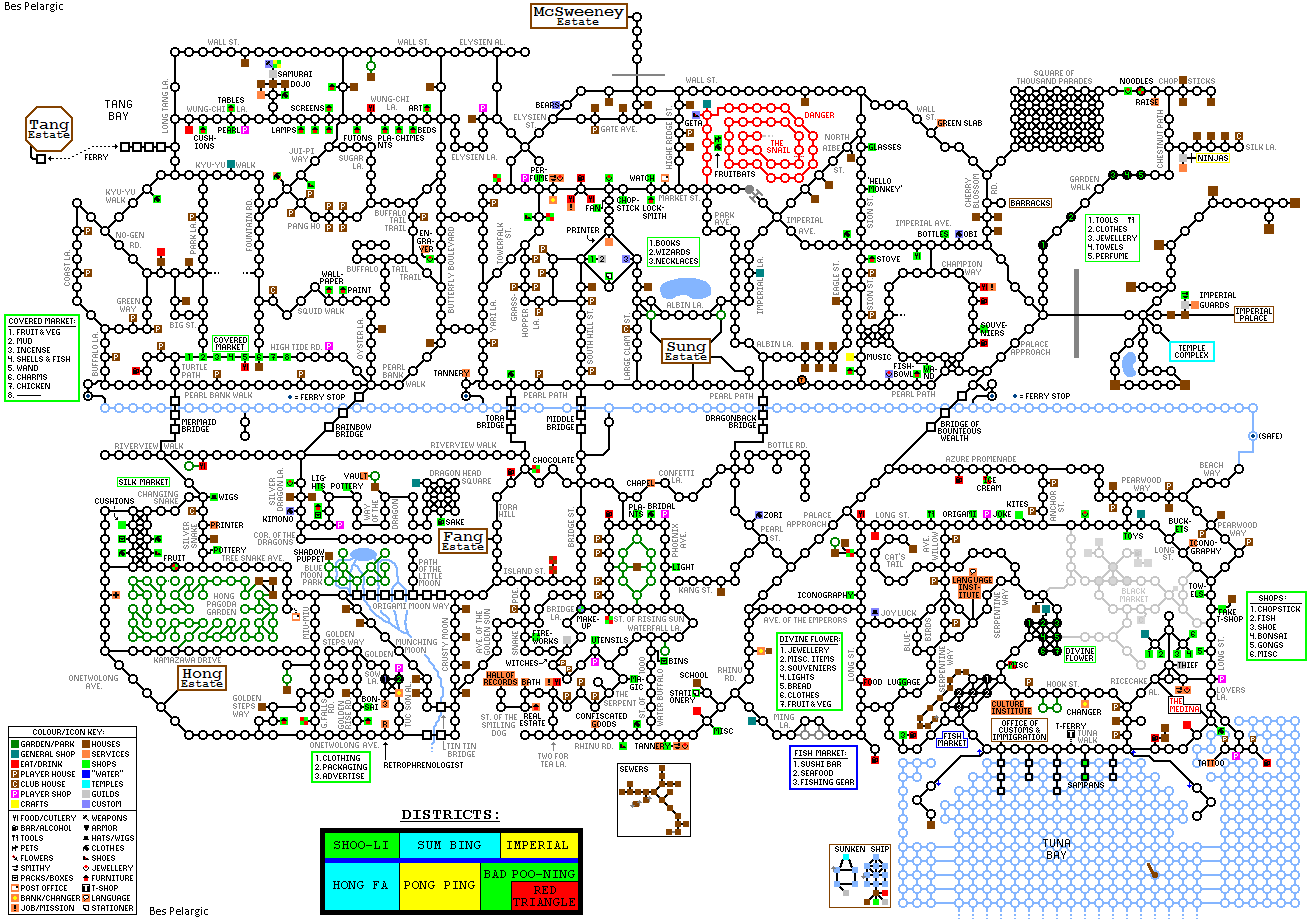 Bes Pelargic
McSweeney
Estate
WALL ST.
WALL ST.
ELYSIEN AL.
SAMURAI
DOJO
TANG
BAY
Tang
Estate
FERRY
LONG TANG LA.
TABLES
WUNG-CHI LA.
SCREENS
WUNG-CHI
LA.
ART
CUSH-
IONS
PEARL
LAMPS
FUTONS
PLA-
NTS
CHIMES
BEDS
BEARS
ELYSIEN
ST.
GATE AVE.
WALL ST.
GETA
HIGHE RIDGE ST.
DANGER
THE
SNAIL
FRUITBATS
NORTH
AIBE
ST.
WALL
ST.
GREEN SLAB
GLASSES
'HELLO
MONKEY'
SQUARE OF
THOUSAND PARADES
NOODLES
CHOPSTICKS
RAISE
CHESTNUT PATH
SILK LA.
NINJAS
GARDEN
WALK
BARRACKS
CHERRY
BLOSSOM
RD.
1.TOOLS
2.CLOTHES
3.JEWELLERY
4.TOWELS
5.PERFUME
KYU-YU WALK
KYU-YU
WALK
JUI-PI
WAY
SUGAR
LA.
ELYSIEN LA.
PER-
FUME
WATCH
FAN
CHOP-
STICK
LOCK-
SMITH
MARKET ST.
PARK
AVE
IMPERIAL
AVE.
IMPERIAL AVE.
SION ST.
BOTTLES
OBI
NO-GEN
RD.
PARK LA.
FOUNTAIN RD.
PANG HO
BUFFALO
TAIL
TRAIL
EN-
GRA-
VER
BUTTERFLY BOULEVARD
TOWERFALK
ST.
PRINTER
1.BOOKS
2.WIZARDS
3.NECKLACES
COAST LA.
GREEN
WAY
BIG ST.
WALL-
PAPER
PAINT
BUFFALO
TAIL
TRAIL
SQUID WALK
YARI LA.
GRASS-
HOPPER
LA.
SOUTH HILL ST.
LARGE CLAM ST.
ALBIN LA.
IMPERIAL LA.
STOVE
EAGLE ST.
SION ST.
CHAMPION
WAY
SOUVE-
NIERS
PALACE
APPROACH
IMPERIAL
GUARDS
IMPERIAL
PALACE
TEMPLE
COMPLEX
COVERED MARKET:
1. FRUIT&VEG
2. MUD
3. INCENSE
4. SHELLS & FISH
5. WAND
6. CHARMS
7. CHICKEN
8. ———
COVERED
MARKET
HIGH TIDE RD.
BUFFALO LA.
TURTLE
PATH
OYSTER LA.
PEARL
BANK
WALK
TANNERY
Sung
Estate
ALBIN LA.
MUSIC
FISH-
BOWL
WA-
ND
PEARL BANK WALK
= FERRY STOP
PEARL PATH
PEARL PATH
PEARL PATH
= FERRY STOP
MERMAID
BRIDGE
RAINBOW
BRIDGE
TORA
BRIDGE
MIDDLE
BRIDGE
DRAGONBACK
BRIDGE
BRIDGE OF
BOUNTEOUS
WEALTH
(SAFE)
RIVERVIEW WALK
RIVERVIEW WALK
BOTTLE RD.
AZURE PROMENADE
BEACH
WAY
SILK MARKET
CUSHIONS
CHANGING
SNAKE
WIGS
SILVER
SNAKE
PRINTER
POTTERY
FRUIT
TREE SNAKE AVE.
SILVER
DRAGON LA.
LIG-
HTS
VAULT
POTTERY
KIMONO
COR. OF THE DRAGONS
WAY
OF THE
DRAGON
DRAGON HEAD
SQUARE
SAKE
Fang
Estate
TORA
HILL
CHOCOLATE
BRIDGE ST.
CHAPEL
CONFETTI
LA.
PLA-
NTS
BRIDAL
PHOENIX
AVE.
LIGHT
ZORI
PEARL
ST.
PALACE
APPROACH
LONG ST.
CAT'S
TAIL
ICE
CREAM
ORIGAMI
JOKE
KITES
ANCHOR
ST.
PEARWOOD
WAY
TOYS
LONG
ST.
BUCK-
ETS
ICONO-
GRAPHY
PEARWOOD
WAY
SHADOW
PUPPET
BLUE
MOON
PARK
PATH
OF THE
LITTLE
MOON
ISLAND ST.
KANG ST.
AVE. OF
WILLOW
BLACK
MARKET
HONG
PAGODA
GARDEN
KAMAZAWA DRIVE
MIU-MIU
ORIGAMI MOON WAY
GOLDEN
STEPS WAY
MUNCHING
MOON
CRUSTY MOON
AVE. OF THE
GOLDEN SUN
SNAKE
PDE.
BRIDGE
MAKE-
UP
ST. OF RISING SUN
WATERFALL LA.
FIRE-
WORKS
UTENSILS
WITCHES
ICONOGRAPHY
AVE. OF THE EMPERORS
JOYLUCK
BLUE-
BIRDS
LANGUAGE
INST-
ITUTE
SERPENTINE
WAY
SERPENTINE
WAY
DIVINE
FLOWER
TOW-
ELS
TAKE
T-SHOP
THIEF
SHOPS:
1. CHOPSTICK
2. FISH
3. SHOE
4. BONSAI
5. GONGS
6. MISC
DIVINE FLOWER:
1. JEWELLERY
2. MISC. ITEMS
3. SOUVENIERS
4. LIGHTS
5. BREAD
6. CLOTHES
7. FRUIT & VEG
ONETWOLONG
AVE.
Hong
Estate
GOLDEN
STEPS
WAY
GOLDEN
BON-
SAI
GOLDEN
RISE RD.
TUC SON AL.
HALL OF
RECORDS
BATH
REAL
ESTATE
MA-
GIC
BINS
THE
SERPENT
WATER BUFFALO
CONFISCATED
GOODS
SCHOOL
STATI-
ONERY
MISC
RHINU
RD.
MING
LA.
LONG ST.
FOOD
LUGGAGE
MISC
CULTURE
INSTITUTE
HOOK ST.
CHANGER
RICECAKE
AL.
THE
MEDINA
LONG ST.
LOVERS
LA.
OFFICE OF
CUSTOMS &
IMMIGRATION
T-FERRY
TUNA
WALK
TATTOO
FISH
MARKET
SAMPANS
ONETWOLONG AVE.
RETROPHRENOLOGIST
LTIN TIN
BRIDGE
ST. OF THE
SMILING
DOG
TWO FOR
TEA LA.
RHINU RD.
TANNERY
1. CLOTHING
2. PACKAGING
3. ADVERTISE
FISH MARKET:
1. SUSHI BAR
2. SEAFOOD
3. FISHING GEAR
SEWERS
COLOUR/ICON KEY:
GARDEN/PARK
HOUSES
GENERAL SHOP
SERVICES
EAT/DRINK
SHOPS
PLAYER HOUSE
"WATER"
CLUB HOUSE
TEMPLES
PLAYER SHOP
GUILDS
CRAFTS
CUSTOM
FOOD/CUTLERY
WEAPONS
BAR/ALCOHOL
ARMOR
TOOLS
HATS/WIGS
PETS
CLOTHES
FLOWERS
SHOES
SMITHY
JEWELLERY
PACKS/BOXES
FURNITURE
POST OFFICE
T-SHOP
BANK/CHANGER
LANGUAGE
JOB/MISSION
STATIONER
Bes Pelargic
DISTRICTS:
SHOO-LI
SUM BING
IMPERIAL
HONG FA
PONG PING
BAD POO-NING
RED
TRIANGLE
SUNKEN SHIP
TUNA
BAY